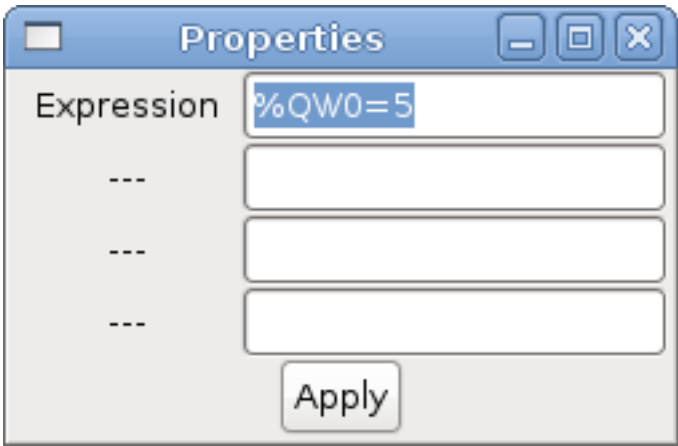 Properties
Expression %QW0=5
---
---
---
Apply